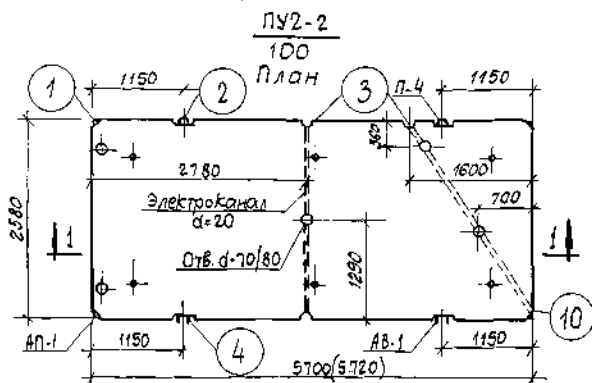 ПУ2-2
100
План
1150
1150
1
2
3
П-4
360
2780
1600
Электроканал
d=20
700
2580
1
1
Отв. d-70/80
1290
АП-1
1150
4
АВ-1
1150
10
5700(5720)